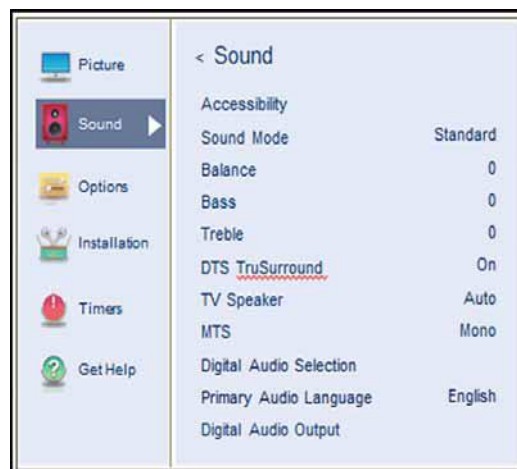 Picture
Sound
Options
Installation
Timers
Get Help
< Sound
Accessibility
Sound Mode Standard
Balance 0
Bass 0
Treble 0
DTS TruSurround On
TV Speaker Auto
MTS Mono
Digital Audio Selection
Primary Audio Language English
Digital Audio Output